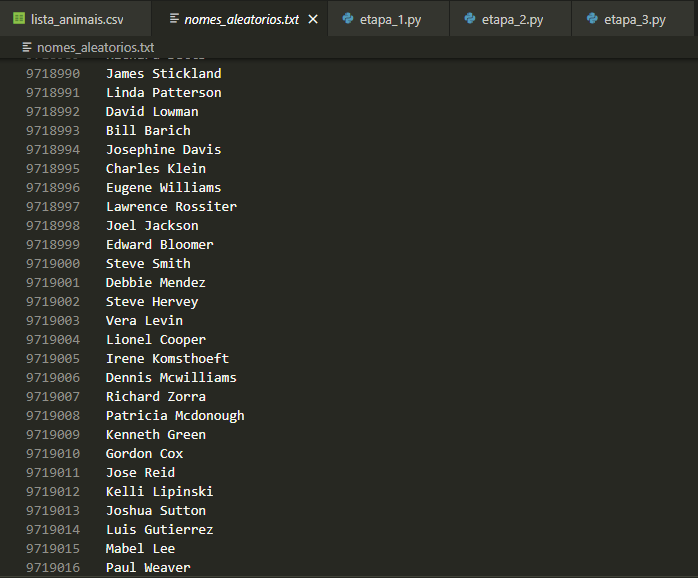 lista_animais.csv nomes_aleatorios.txt etapa_1.py etapa_2.py etapa_3.py
nomes_aleatorios.txt
9718990 James Stickland
9718991 Linda Patterson
9718992 David Lowman
9718993 Bill Barich
9718994 Josephine Davis
9718995 Charles Klein
9718996 Eugene Williams
9718997 Lawrence Rossiter
9718998 Joel Jackson
9718999 Edward Bloomer
9719000 Steve Smith
9719001 Debbie Mendez
9719002 Steve Hervey
9719003 Vera Levin
9719004 Lionel Cooper
9719005 Irene Komsthoeft
9719006 Dennis Mcwilliams
9719007 Richard Zorra
9719008 Patricia Mcdonough
9719009 Kenneth Green
9719010 Gordon Cox
9719011 Jose Reid
9719012 Kelli Lipinski
9719013 Joshua Sutton
9719014 Luis Gutierrez
9719015 Mabel Lee
9719016 Paul Weaver